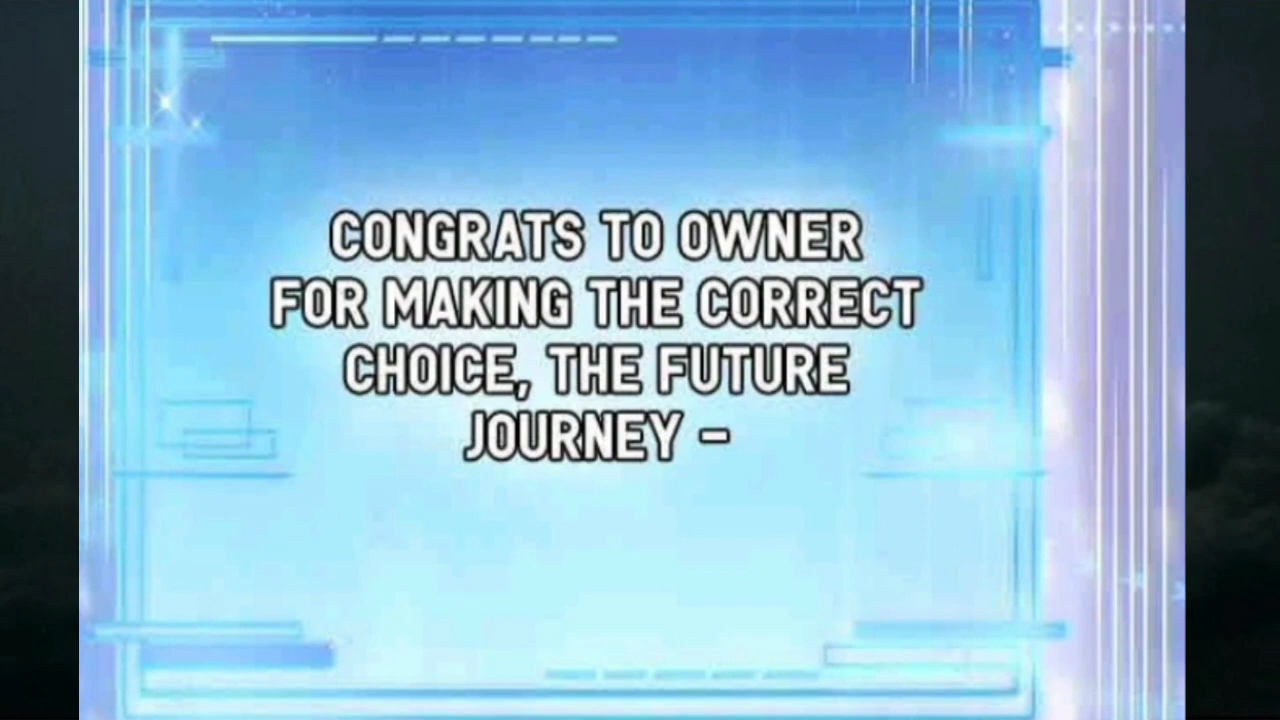 CONGRATS TO OWNER
FOR MAKING THE CORRECT
CHOICE, THE FUTURE
JOURNEY -